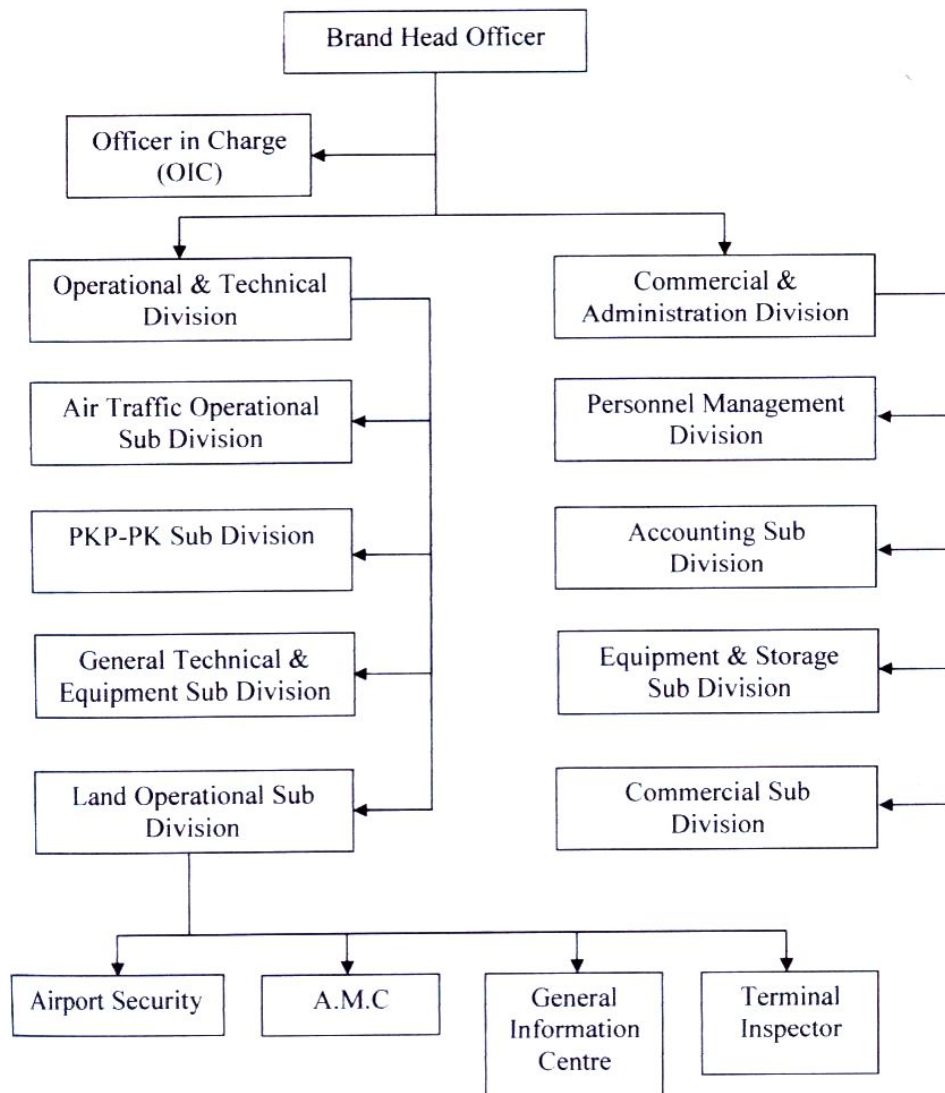 Brand Head Officer
Officer in Charge
(OIC)
Operational & Technical
Division
Commercial &
Administration Division
Air Traffic Operational
Sub Division
Personnel Management
Division
PKP-PK Sub Division
Accounting Sub
Division
General Technical &
Equipment Sub Division
Equipment & Storage
Sub Division
Land Operational Sub
Division
Commercial Sub
Division
Airport Security
A.M.C
General
Information
Centre
Terminal
Inspector